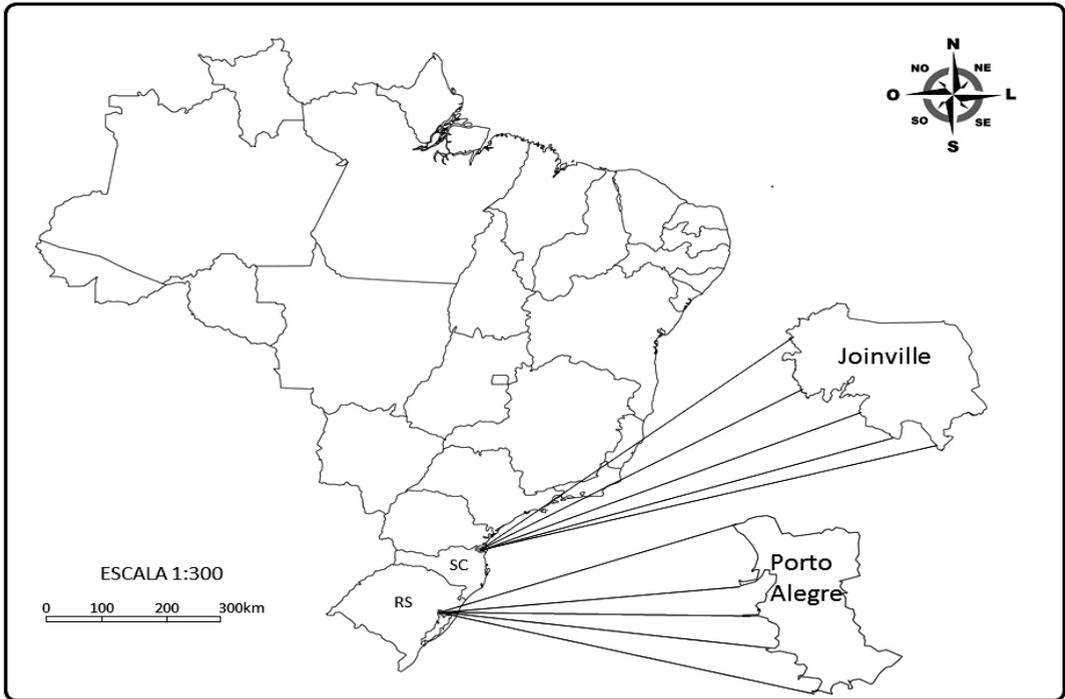 N
NO NE
O L
SO SE
S
Joinville
SC
Porto
Alegre
ESCALA 1:300
RS
0 100 200 300km